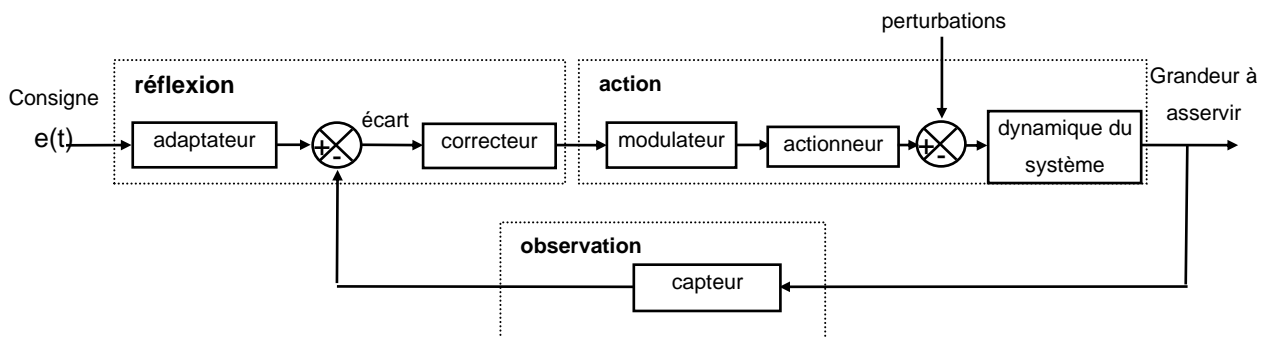 perturbations
réflexion
action
Grandeur à
asservir
Consigne
e(t)
adaptateur
+
-
écart
correcteur
modulateur
actionneur
+
-
dynamique du
système
observation
capteur